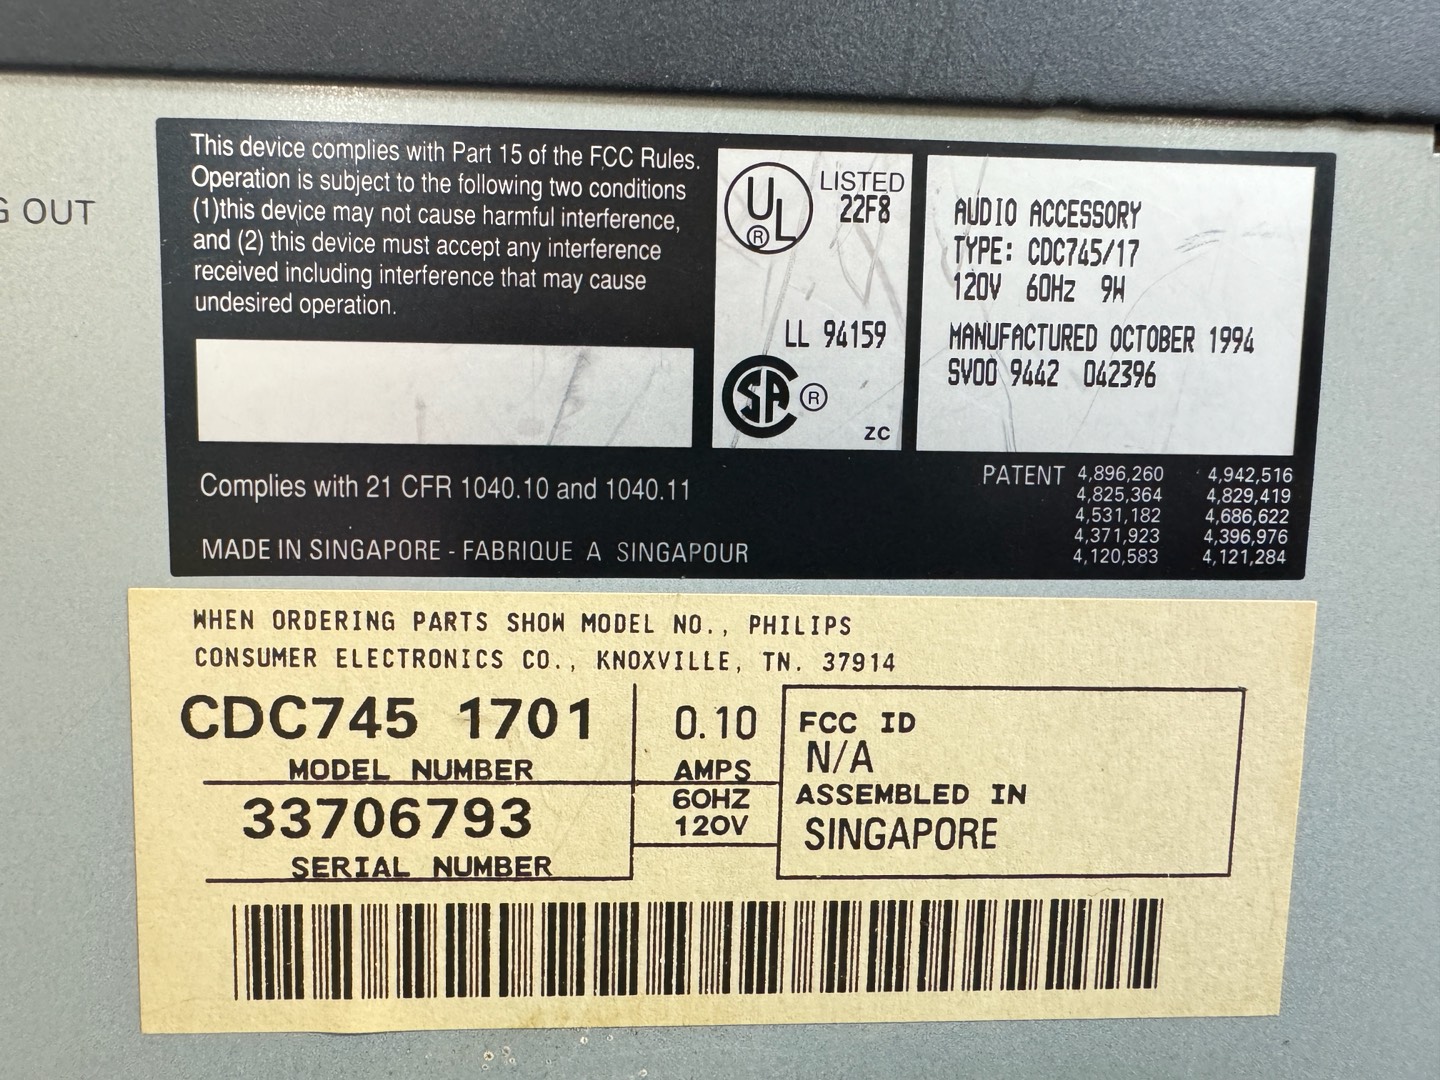 G OUT
This device complies with Part 15 of the FCC Rules.
Operation is subject to the following two conditions
(1)this device may not cause harmful interference,
and (2) this device must accept any interference
received including interference that may cause
undesired operation.
UL ®
LISTED
22F8
LL 94159
SA ®
ZC
AUDIO ACCESSORY
TYPE: CDC745/17
120V 60Hz 9W
MANUFACTURED OCTOBER 1994
SV00 9442 042396
Complies with 21 CFR 1040.10 and 1040.11
MADE IN SINGAPORE - FABRIQUE A SINGAPOUR
PATENT 4,896,260 4,942,516
4,825,364 4,829,419
4,531,182 4,686,622
4,371,923 4,396,976
4,120,583 4,121,284
WHEN ORDERING PARTS SHOW MODEL NO., PHILIPS
CONSUMER ELECTRONICS CO., KNOXVILLE, TN. 37914
CDC745 1701
MODEL NUMBER
33706793
SERIAL NUMBER
0.10
AMPS
60HZ
120V
FCC ID
N/A
ASSEMBLED IN
SINGAPORE